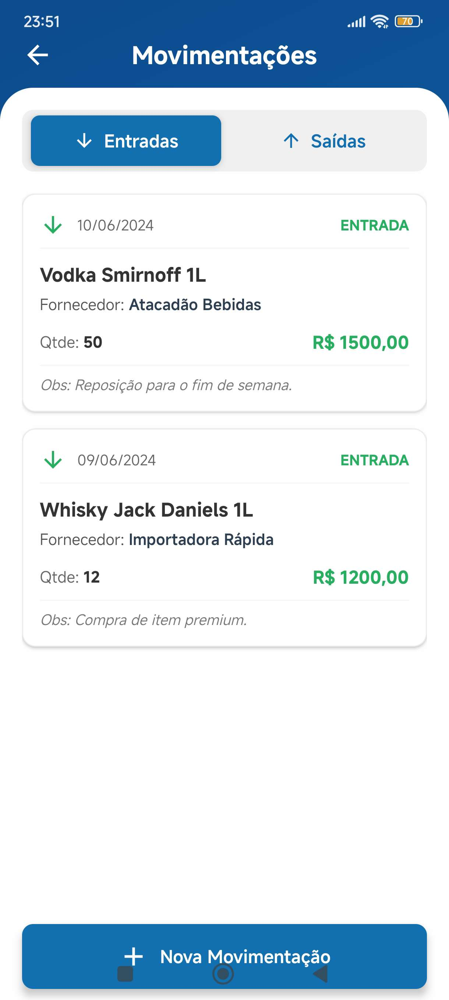 23:51
70
Movimentações
Entradas
Saídas
10/06/2024
ENTRADA
Vodka Smirnoff 1L
Fornecedor: Atacadão Bebidas
Qtde: 50
R$ 1500,00
Obs: Reposição para o fim de semana.
09/06/2024
ENTRADA
Whisky Jack Daniels 1L
Fornecedor: Importadora Rápida
Qtde: 12
R$ 1200,00
Obs: Compra de item premium.
Nova Movimentação